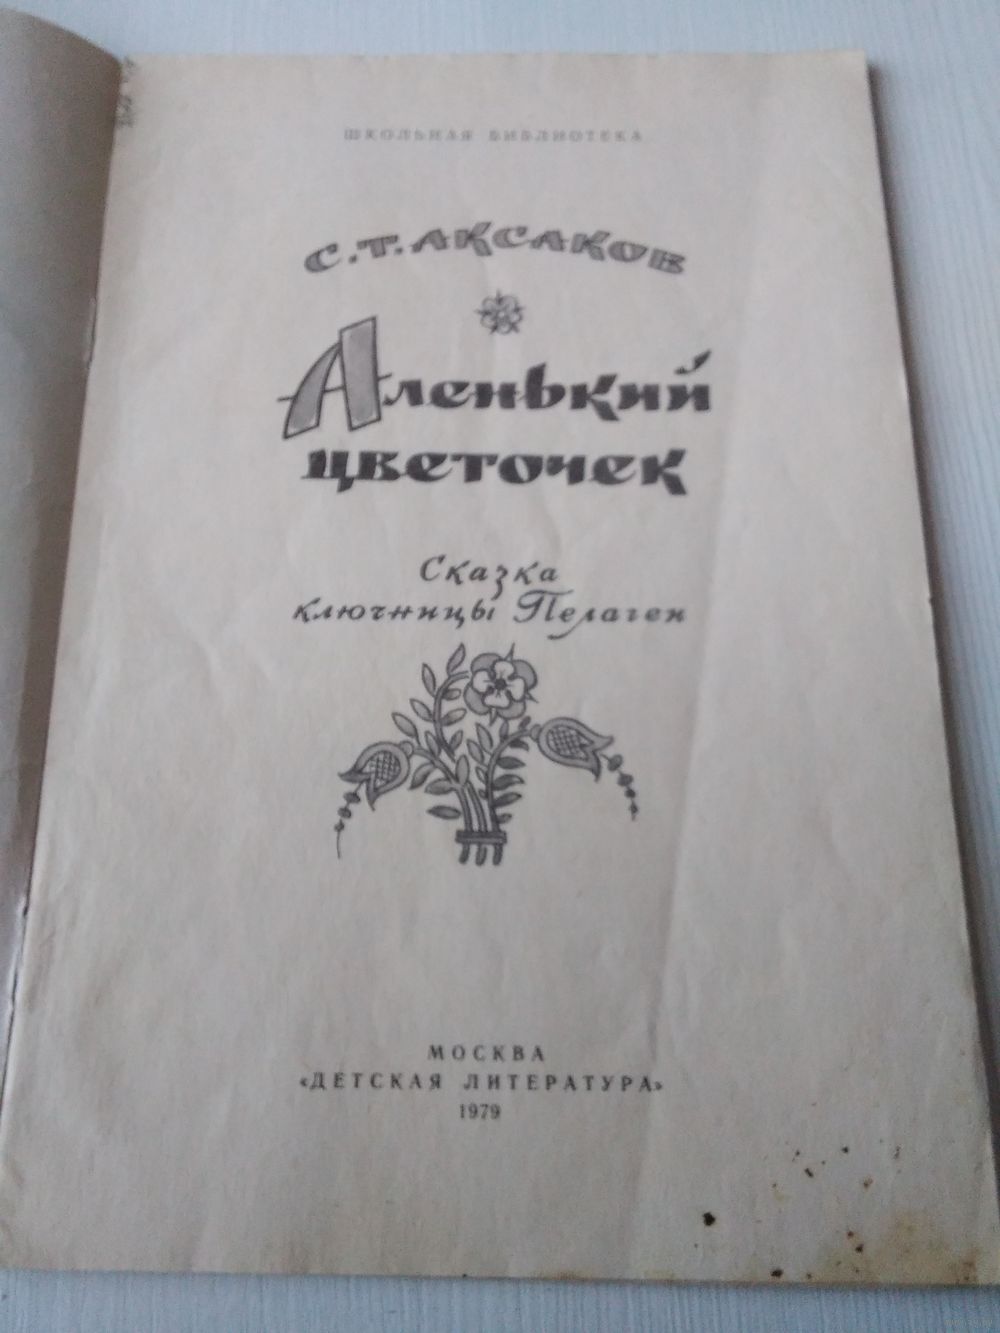 ШКОЛЬНАЯ БИБЛИОТЕКА
С.Т. АКСАКОВ
Аленький
цветочек
Сказка
ключницы Пелагеи
МОСКВА
«ДЕТСКАЯ ЛИТЕРАТУРА»
1979